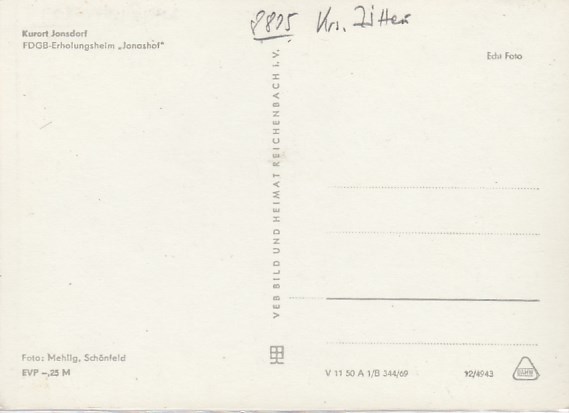 8805 Krs. Zittau
Kurort Jonsdorf
FDGB-Erholungsheim „Jonashof“
Echt Foto
VEB BILD UND HEIMAT REICHENBACH I. V.
Foto: Mehlig, Schönfeld
EVP –,25 M
V 11 50 A 1/B 344/69
92/4943